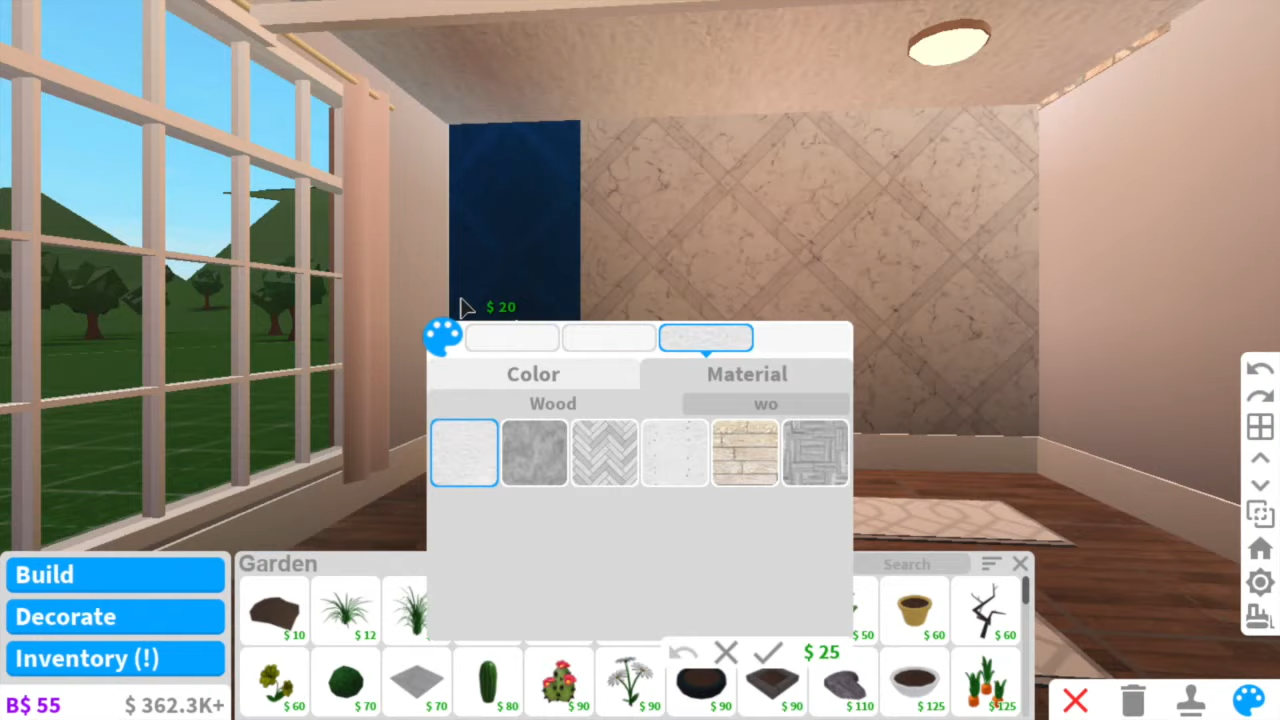 $ 20
Color
Material
Wood
wo
Build
Decorate
Inventory (!)
B$ 55
$ 362.3K+
Garden
Search
$ 10
$ 12
$ 50
$ 60
$ 60
$ 25
$ 60
$ 70
$ 70
$ 80
$ 90
$ 90
$ 90
$ 90
$ 110
$ 125
$ 125